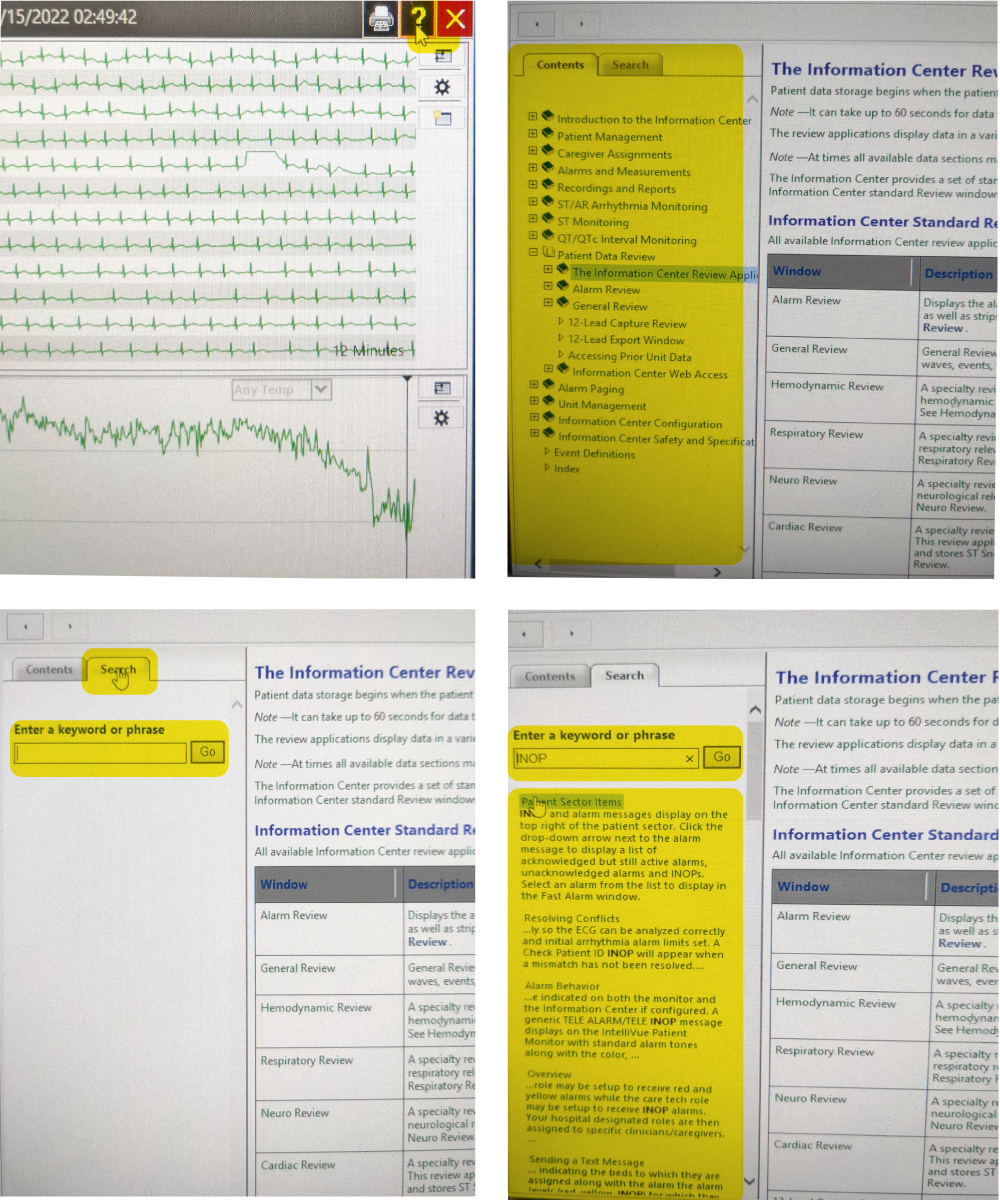 /15/2022 02:49:42
?
12 Minutes
Any Temp
Contents
Search
Introduction to the Information Center
Patient Management
Caregiver Assignments
Alarms and Measurements
Recordings and Reports
ST/AR Arrhythmia Monitoring
ST Monitoring
QT/QTc Interval Monitoring
Patient Data Review
The Information Center Review Appli
Alarm Review
General Review
12-Lead Capture Review
12-Lead Export Window
Accessing Prior Unit Data
Information Center Web Access
Alarm Paging
Unit Management
Information Center Configuration
Information Center Safety and Specificat
Event Definitions
Index
The Information Center Rev
Patient data storage begins when the patien
Note —It can take up to 60 seconds for data
The review applications display data in a var
Note —At times all available data sections m
The Information Center provides a set of star
Information Center standard Review window
Information Center Standard Re
All available Information Center review applic
Window
Description
Alarm Review
Displays the al
as well as strip
Review .
General Review
General Review
waves, events,
Hemodynamic Review
A specialty revi
hemodynamic
See Hemodyna
Respiratory Review
A specialty revi
respiratory relev
Respiratory Rev
Neuro Review
A specialty revie
neurological rel
Neuro Review.
Cardiac Review
A specialty revie
This review appl
and stores ST Sn
Review.
Contents
Search
Enter a keyword or phrase
Go
The Information Center Rev
Patient data storage begins when the patient
Note —It can take up to 60 seconds for data t
The review applications display data in a varie
Note —At times all available data sections ma
The Information Center provides a set of stan
Information Center standard Review window
Information Center Standard Re
All available Information Center review applic
Window
Description
Alarm Review
Displays the a
as well as strip
Review .
General Review
General Revie
waves, events,
Hemodynamic Review
A specialty re
hemodynami
See Hemodyn
Respiratory Review
A specialty rev
respiratory rel
Respiratory Re
Neuro Review
A specialty rev
neurological r
Neuro Review
Cardiac Review
A specialty rev
This review ap
and stores ST
Contents
Search
Enter a keyword or phrase
INOP
×
Go
Patient Sector Items
INOP and alarm messages display on the
top right of the patient sector. Click the
drop-down arrow next to the alarm
message to display a list of
acknowledged but still active alarms,
unacknowledged alarms and INOPs.
Select an alarm from the list to display in
the Fast Alarm window.
Resolving Conflicts
...ly so the ECG can be analyzed correctly
and initial arrhythmia alarm limits set. A
Check Patient ID INOP will appear when
a mismatch has not been resolved....
Alarm Behavior
...e indicated on both the monitor and
the Information Center if configured. A
generic TELE ALARM/TELE INOP message
displays on the IntelliVue Patient
Monitor with standard alarm tones
along with the color, ...
Overview
...role may be setup to receive red and
yellow alarms while the care tech role
may be setup to receive INOP alarms.
Your hospital designated roles are then
assigned to specific clinicians/caregivers.
...
Sending a Text Message
... indicating the beds to which they are
assigned along with the alarm the alarm
levels (red, yellow, INOP) for which they
The Information Center R
Patient data storage begins when the pa
Note —It can take up to 60 seconds for d
The review applications display data in a
Note —At times all available data section
The Information Center provides a set of
Information Center standard Review wind
Information Center Standard
All available Information Center review ap
Window
Descripti
Alarm Review
Displays th
as well as s
Review .
General Review
General Re
waves, eve
Hemodynamic Review
A specialty
hemodynan
See Hemo
Respiratory Review
A specialty
respiratory r
Respiratory
Neuro Review
A specialty
neurological
Neuro Revie
Cardiac Review
A specialty
This review
and stores S
Review.